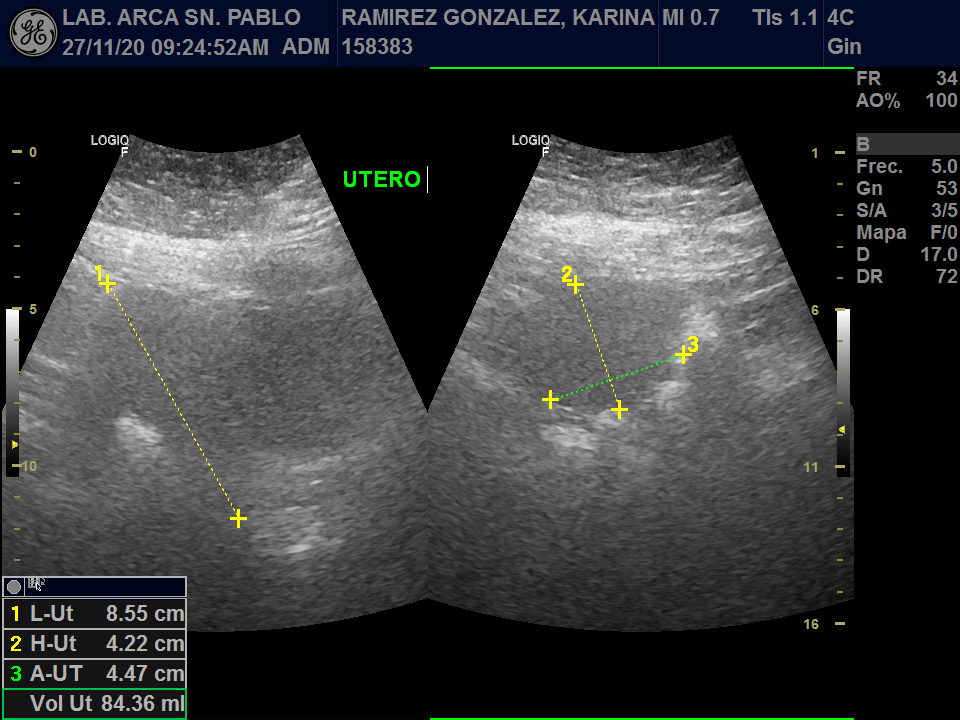 LAB. ARCA SN. PABLO
27/11/20 09:24:52AM ADM
RAMIREZ GONZALEZ, KARINA
158383
MI 0.7 TIs 1.1
4C
Gin
FR 34
AO% 100
B
Frec. 5.0
Gn 53
S/A 3/5
Mapa F/0
D 17.0
DR 72
LOGIQ
F
UTERO
LOGIQ
F
0
5
10
1
6
11
16
1
2
3
1 L-Ut 8.55 cm
2 H-Ut 4.22 cm
3 A-UT 4.47 cm
Vol Ut 84.36 ml